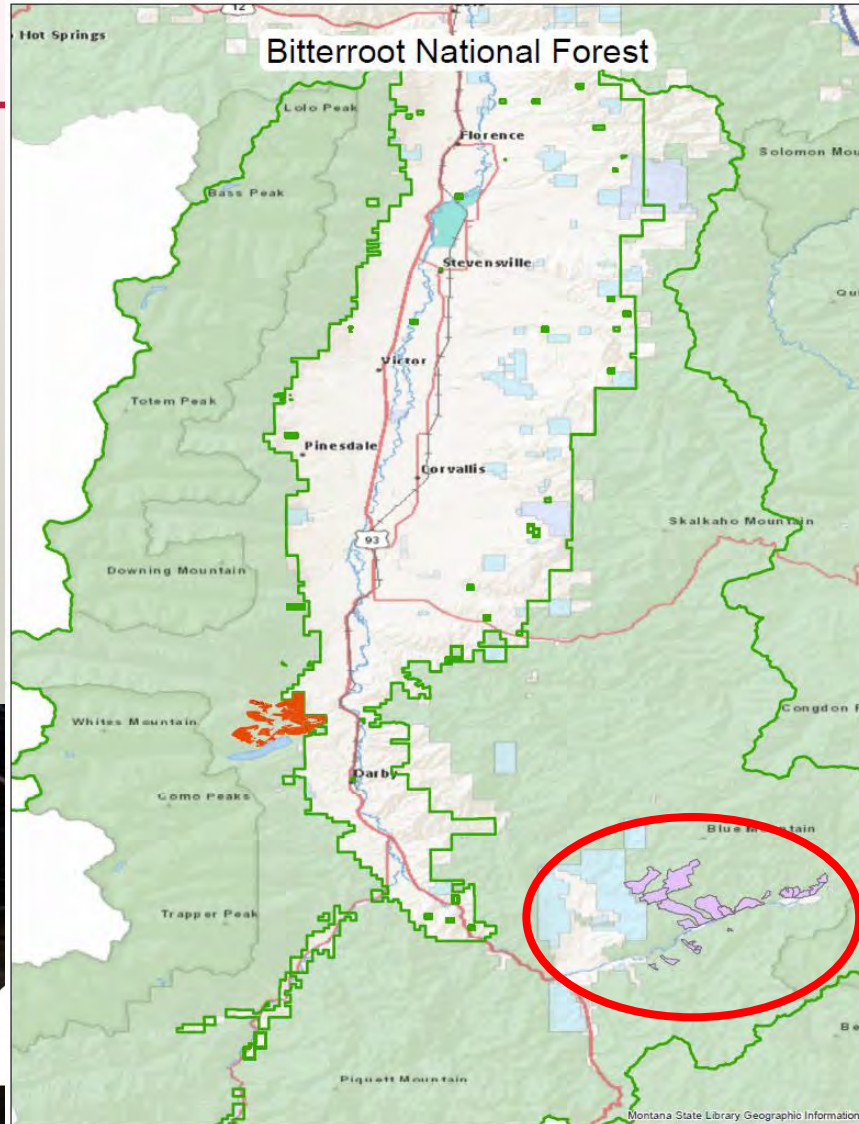 12
Hot Springs
Bitterroot National Forest
Lolo Peak
Florence
Solomon Mou
Bass Peak
Stevensville
Qu
Victor
Totem Peak
Pinesdale
Corvallis
Skalkaho Mountain
93
Downing Mountain
Whites Mountain
Congdon P
Darby
Como Peaks
Blue Mountain
Trapper Peak
Be
Piquett Mountain
Montana State Library Geographic Information